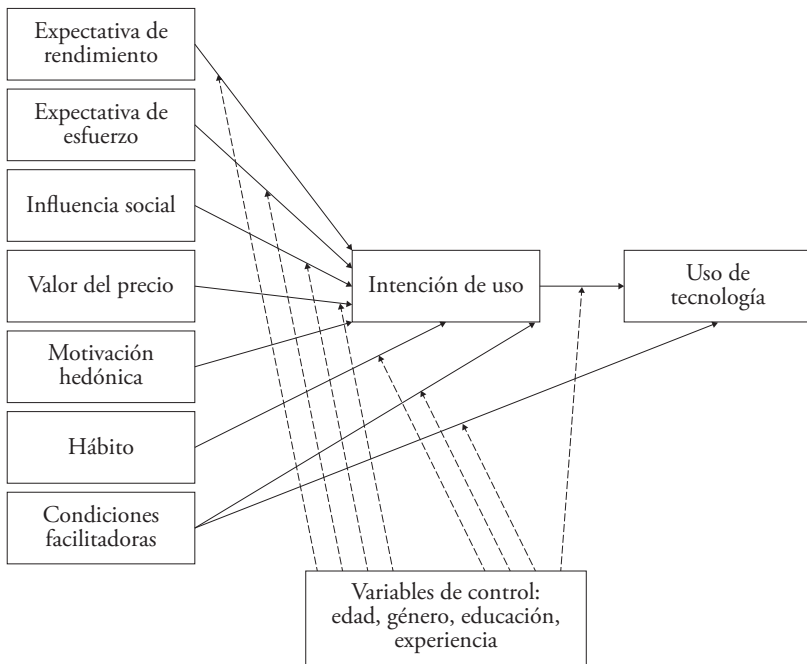 Expectativa de
rendimiento
Expectativa de
esfuerzo
Influencia social
Valor del precio
Motivación
hedónica
Hábito
Condiciones
facilitadoras
Intención de uso
Uso de
tecnología
Variables de control:
edad, género, educación,
experiencia